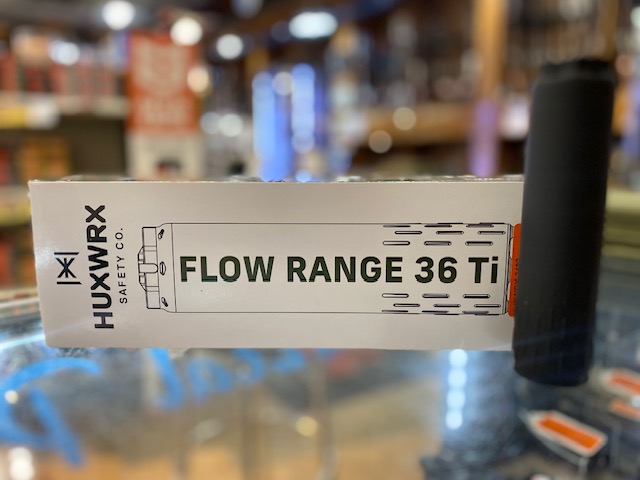 HUXWRX
SAFETY CO.
FLOW RANGE 36 Ti